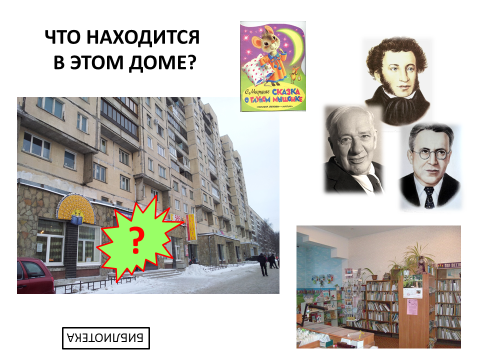 ЧТО НАХОДИТСЯ
В ЭТОМ ДОМЕ?
С. Маршак
СКАЗКА
О ГЛУПОМ МЫШОНКЕ
?
БИБЛИОТЕКА